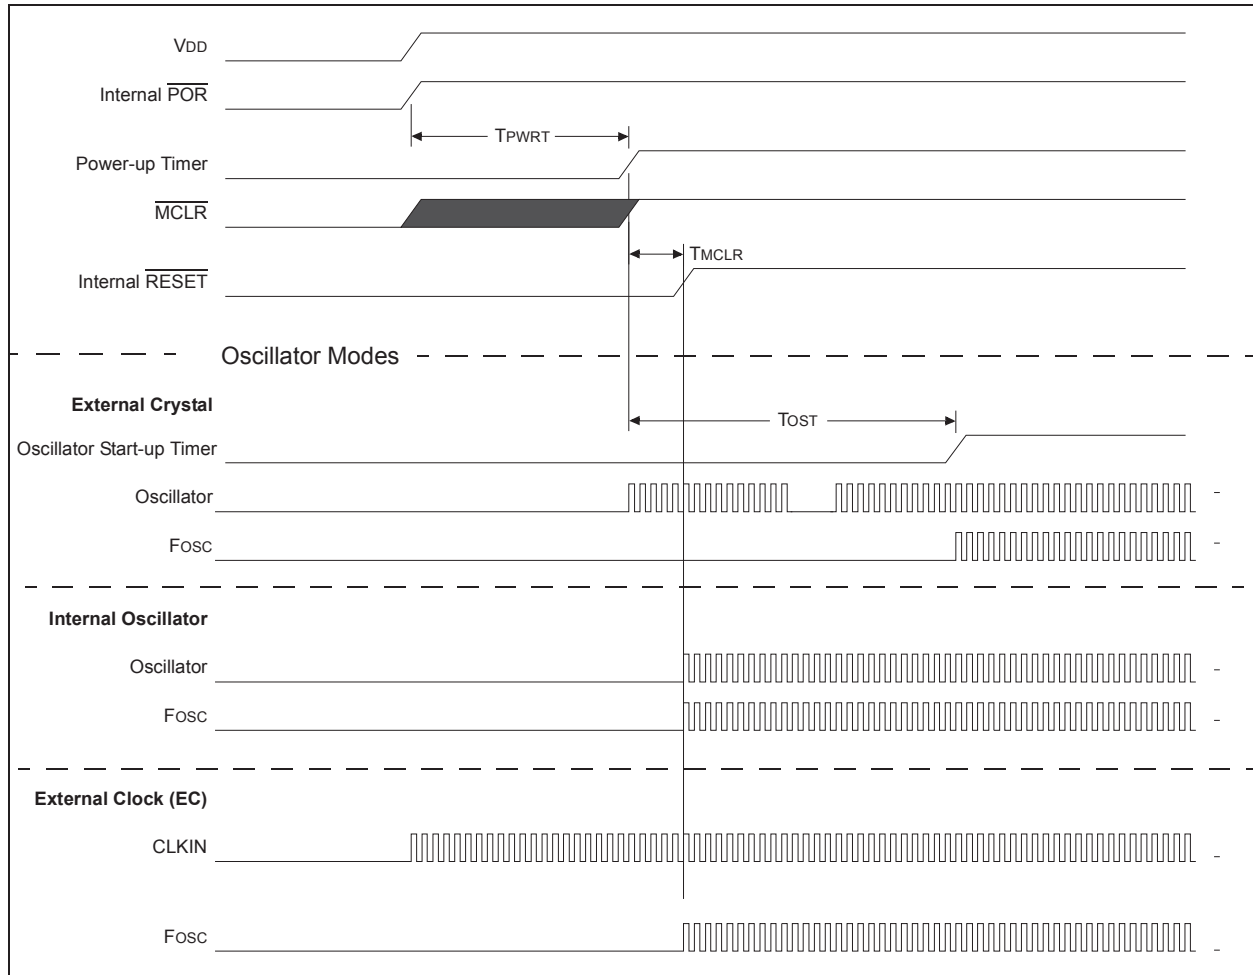 VDD
Internal POR
TPWRT
Power-up Timer
MCLR
TMCLR
Internal RESET
Oscillator Modes
External Crystal
TOST
Oscillator Start-up Timer
Oscillator
FOSC
Internal Oscillator
Oscillator
FOSC
External Clock (EC)
CLKIN
FOSC